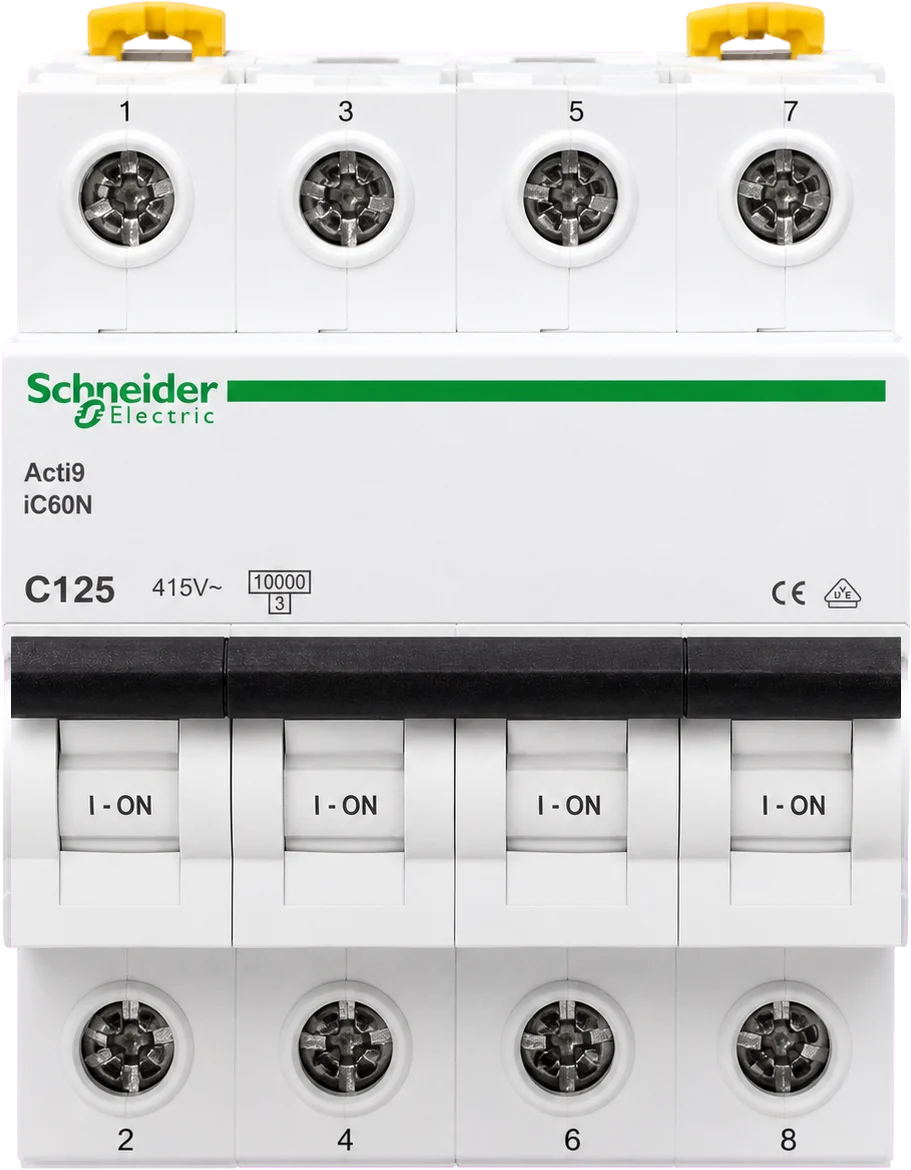 1 3 5 7
Schneider
Electric
Acti9
iC60N
C125 415V~ 10000 CE UYE
3
I - ON I - ON I - ON I - ON
2 4 6 8